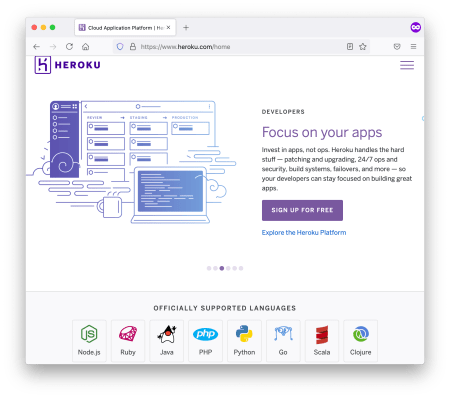 Cloud Application Platform | H
https://www.heroku.com/home
HEROKU
REVIEW
STAGING
PRODUCTION
DEVELOPERS
Focus on your apps
Invest in apps, not ops. Heroku handles the hard
stuff — patching and upgrading, 24/7 ops and
security, build systems, failovers, and more — so
your developers can stay focused on building great
apps.
SIGN UP FOR FREE
Explore the Heroku Platform
OFFICIALLY SUPPORTED LANGUAGES
php
Node.js
Ruby
Java
PHP
Python
Go
Scala
Clojure